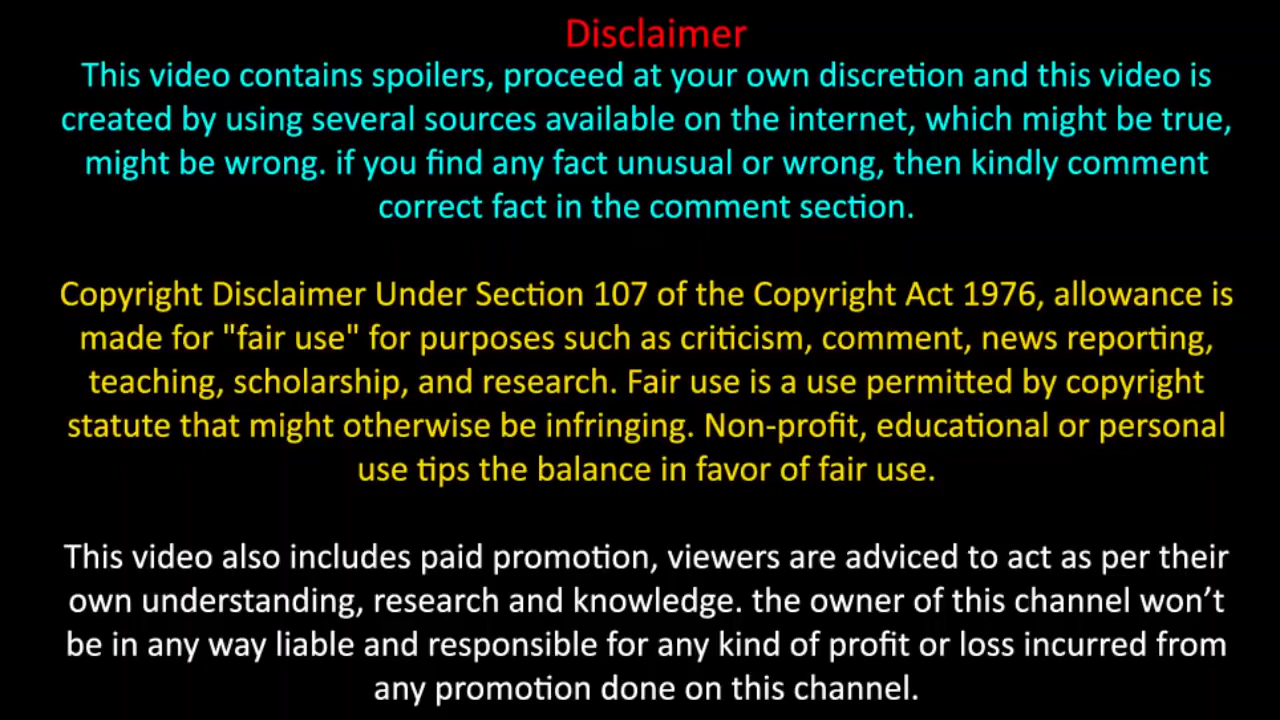 Disclaimer
This video contains spoilers, proceed at your own discretion and this video is
created by using several sources available on the internet, which might be true,
might be wrong. if you find any fact unusual or wrong, then kindly comment
correct fact in the comment section.
Copyright Disclaimer Under Section 107 of the Copyright Act 1976, allowance is
made for "fair use" for purposes such as criticism, comment, news reporting,
teaching, scholarship, and research. Fair use is a use permitted by copyright
statute that might otherwise be infringing. Non-profit, educational or personal
use tips the balance in favor of fair use.
This video also includes paid promotion, viewers are adviced to act as per their
own understanding, research and knowledge. the owner of this channel won’t
be in any way liable and responsible for any kind of profit or loss incurred from
any promotion done on this channel.